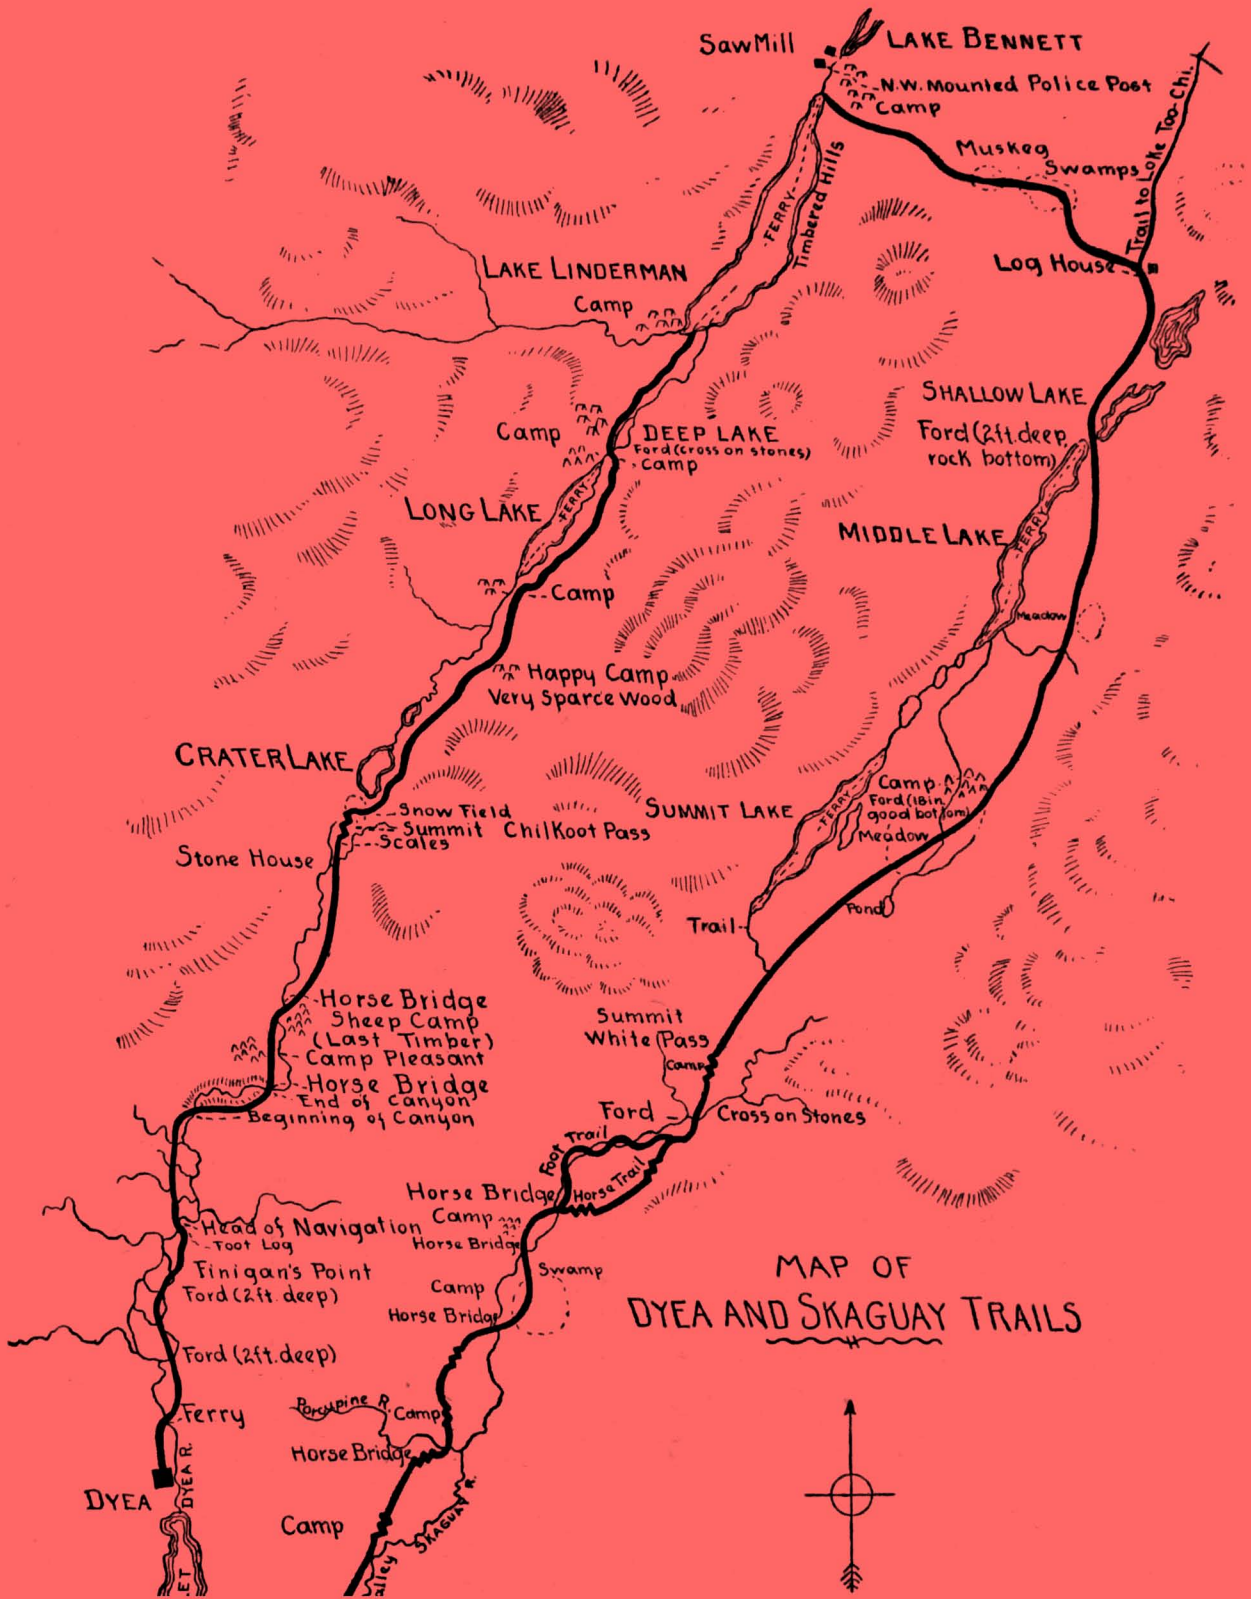 SawMill
LAKE BENNETT
N.W. Mounted Police Post
Camp
Muskeg
Swamps
Trail to Lake Too-Chi.
FERRY
Timbered Hills
Log House
LAKE LINDERMAN
Camp
SHALLOW LAKE
Ford (2ft. deep,
rock bottom)
Camp
DEEP LAKE
Ford (cross on stones)
Camp
LONG LAKE
FERRY
MIDDLE LAKE
FERRY
Camp
Meadow
Happy Camp
Very Sparce Wood
CRATER LAKE
Snow Field
Summit Chilkoot Pass
Scales
Stone House
SUMMIT LAKE
FERRY
Camp
Ford (18in
good bottom)
Meadow
Pond
Trail
Horse Bridge
Sheep Camp
(Last Timber)
Camp Pleasant
Horse Bridge
End of Canyon
Beginning of Canyon
Summit
White Pass
Camp
Ford
Cross on Stones
Foot Trail
Horse Trail
Horse Bridge
Camp
Horse Bridge
Head of Navigation
Foot Log
Finigan's Point
Ford (2ft. deep)
Swamp
Camp
Horse Bridge
Ford (2ft. deep)
MAP OF
DYEA AND SKAGUAY TRAILS
Ferry
Porcupine R.
Camp
Horse Bridge
DYEA
DYEA R.
Camp
SKAGUAY R.
alley
ET